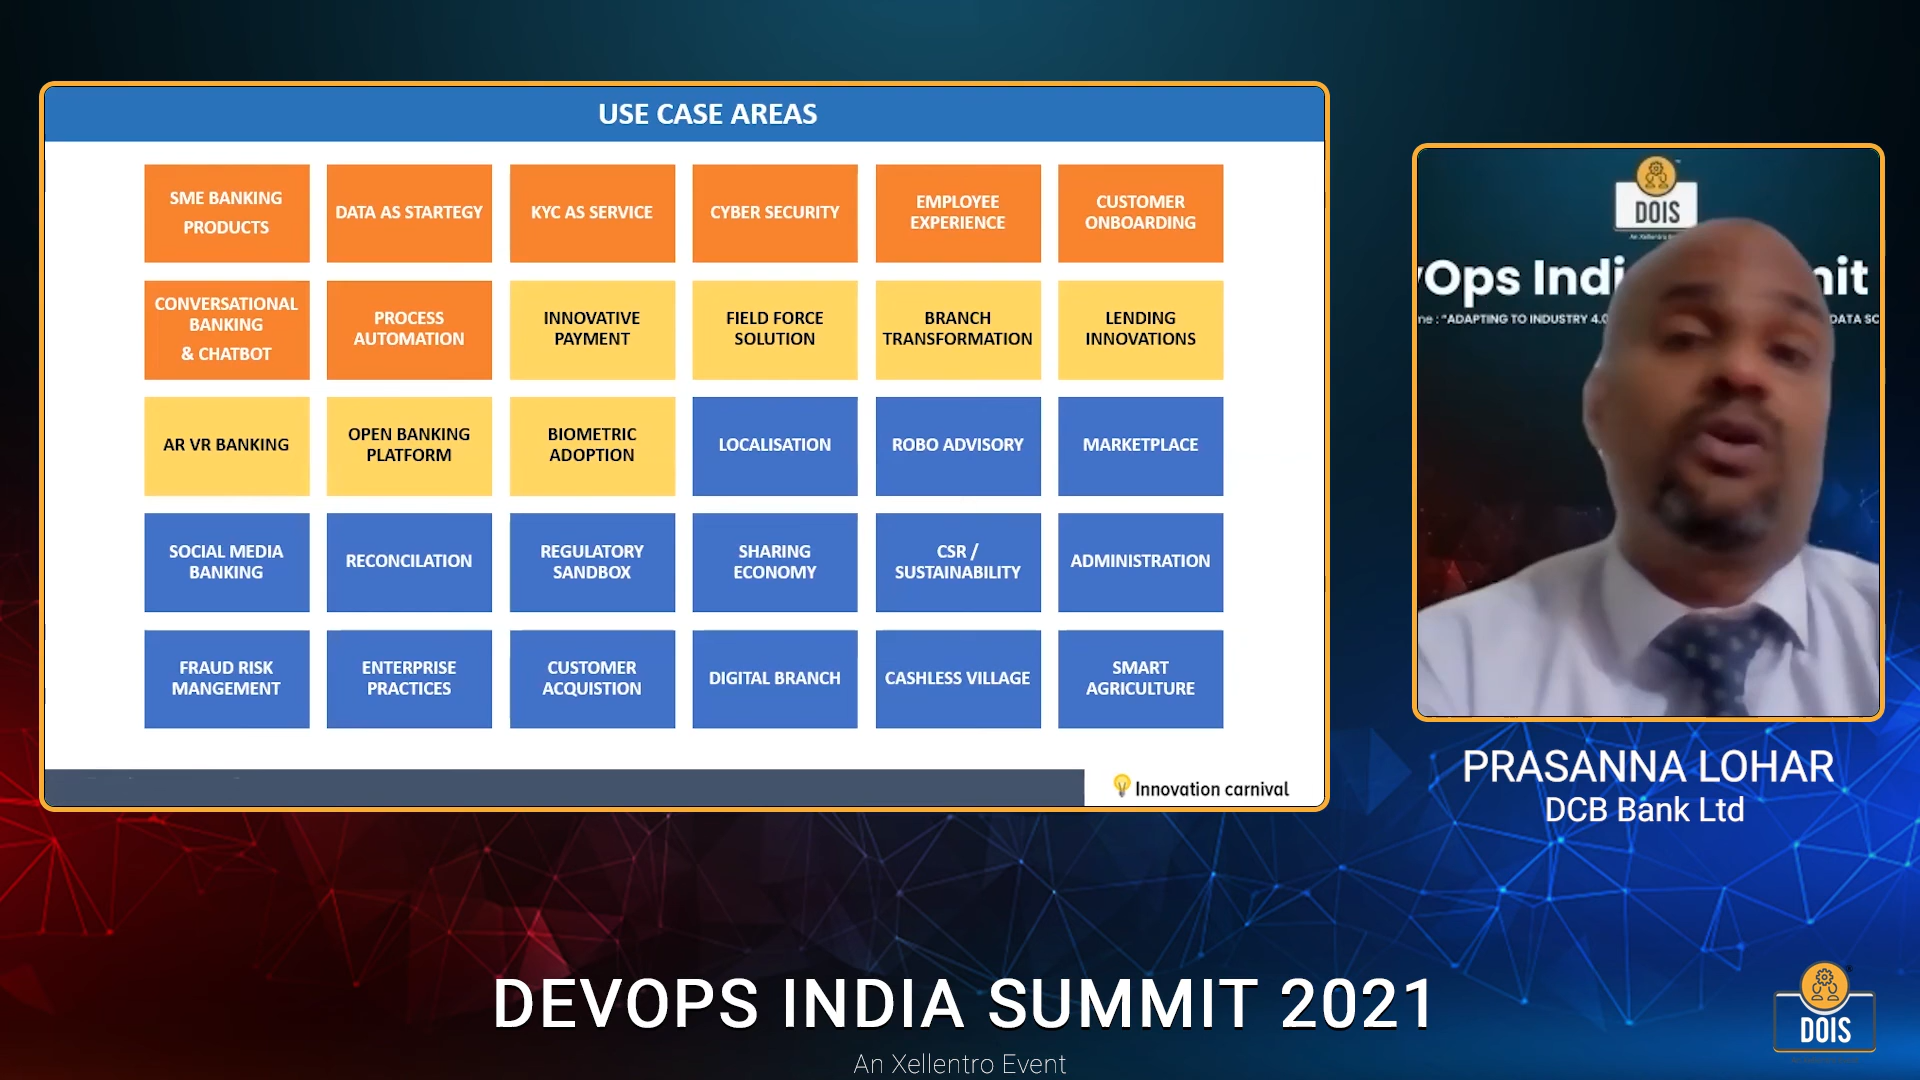 USE CASE AREAS
SME BANKING
PRODUCTS
DATA AS STARTEGY
KYC AS SERVICE
CYBER SECURITY
EMPLOYEE
EXPERIENCE
CUSTOMER
ONBOARDING
CONVERSATIONAL
BANKING
& CHATBOT
PROCESS
AUTOMATION
INNOVATIVE
PAYMENT
FIELD FORCE
SOLUTION
BRANCH
TRANSFORMATION
LENDING
INNOVATIONS
AR VR BANKING
OPEN BANKING
PLATFORM
BIOMETRIC
ADOPTION
LOCALISATION
ROBO ADVISORY
MARKETPLACE
SOCIAL MEDIA
BANKING
RECONCILATION
REGULATORY
SANDBOX
SHARING
ECONOMY
CSR /
SUSTAINABILITY
ADMINISTRATION
FRAUD RISK
MANGEMENT
ENTERPRISE
PRACTICES
CUSTOMER
ACQUISTION
DIGITAL BRANCH
CASHLESS VILLAGE
SMART
AGRICULTURE
Innovation carnival
DOIS
Ops Indi
"ADAPTING TO INDUSTRY 4.0
DATA SC
PRASANNA LOHAR
DCB Bank Ltd
DEVOPS INDIA SUMMIT 2021
An Xellentro Event
DOIS